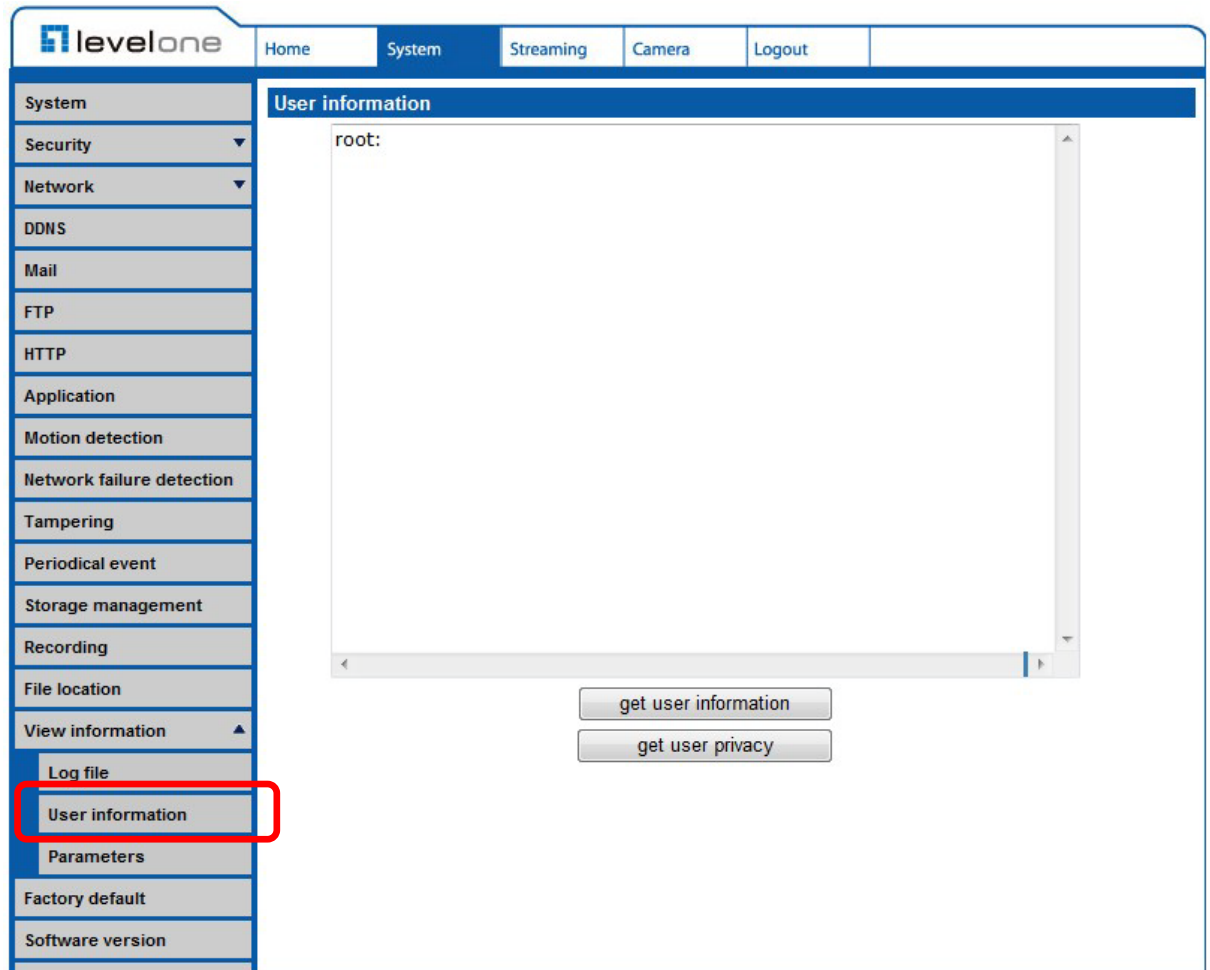 levelone
Home
System
Streaming
Camera
Logout
System
Security
Network
DDNS
Mail
FTP
HTTP
Application
Motion detection
Network failure detection
Tampering
Periodical event
Storage management
Recording
File location
View information
Log file
User information
Parameters
Factory default
Software version
User information
root:
get user information
get user privacy